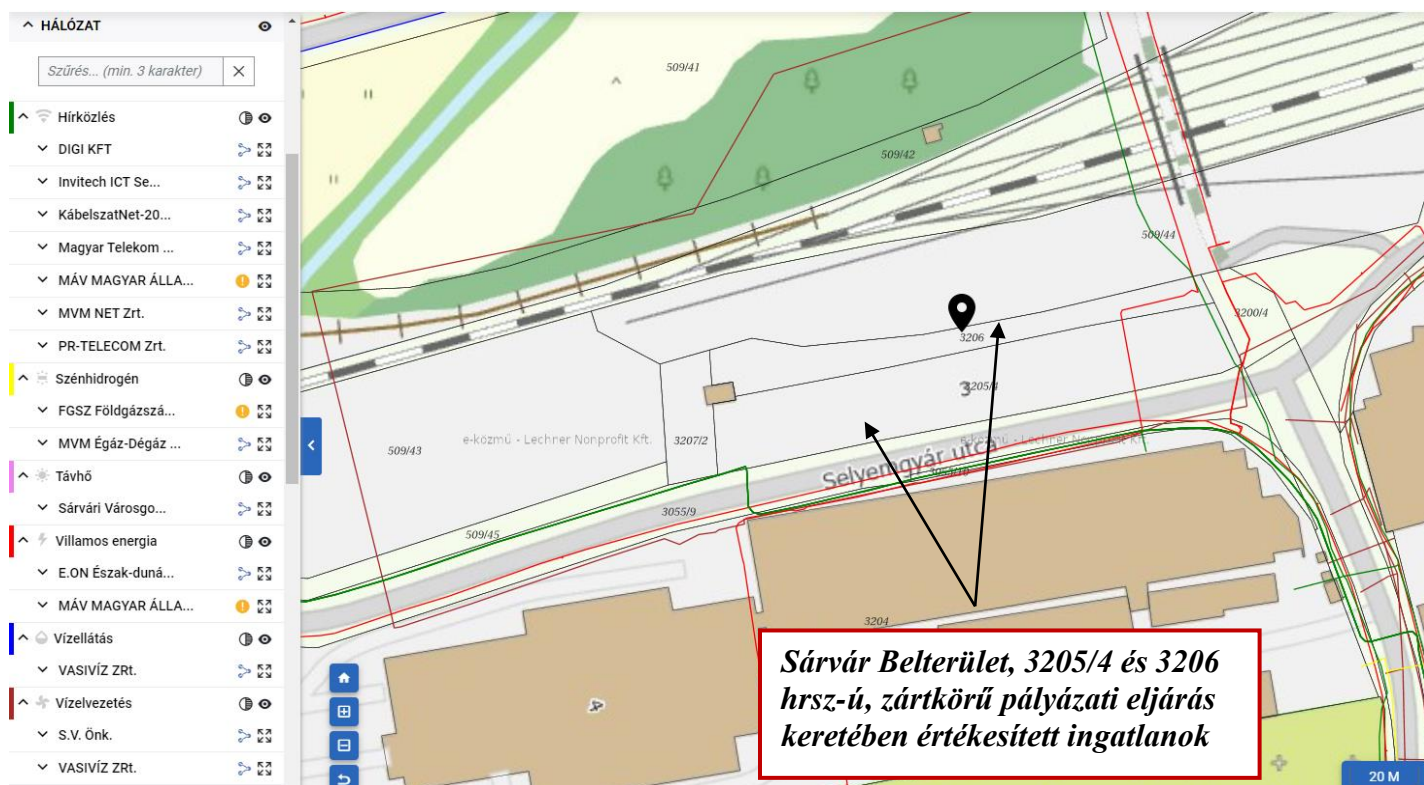 HÁLÓZAT
Szűrés... (min. 3 karakter)
Hírközlés
DIGI KFT
Invitech ICT Se...
KábelszatNet-20...
Magyar Telekom ...
MÁV MAGYAR ÁLLA...
MVM NET Zrt.
PR-TELECOM Zrt.
Szénhidrogén
FGSZ Földgázszá...
MVM Égáz-Dégáz ...
Távhő
Sárvári Városgo...
Villamos energia
E.ON Észak-duná...
MÁV MAGYAR ÁLLA...
Vízellátás
VASIVÍZ ZRt.
Vízelvezetés
S.V. Önk.
VASIVÍZ ZRt.
509/41
509/42
509/44
3200/4
3206
3205/4
3
3207/2
509/43
e-közmű - Lechner Nonprofit Kft.
e-közmű - Lechner Nonprofit Kft.
Selyemgyár utca
3055/10
3055/9
509/45
3204
4
Sárvár Belterület, 3205/4 és 3206
hrsz-ú, zártkörű pályázati eljárás
keretében értékesített ingatlanok
20 M